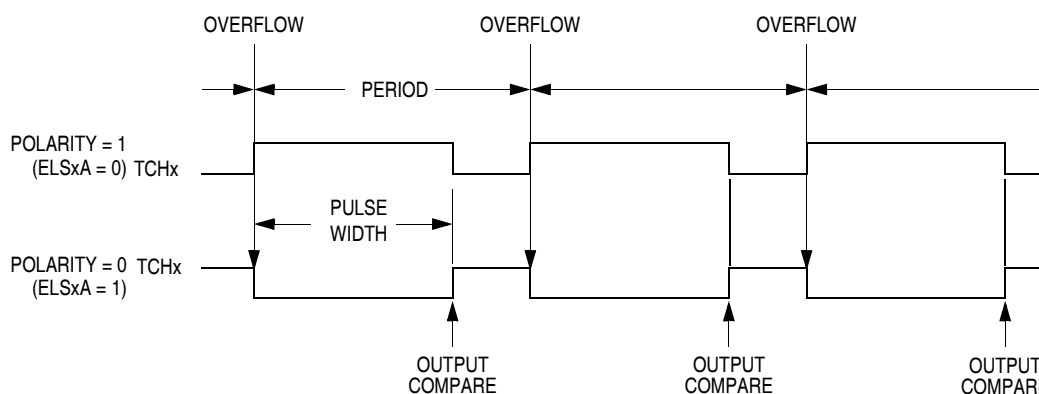 OVERFLOW OVERFLOW OVERFLOW
PERIOD
POLARITY = 1
(ELSxA = 0) TCHx
PULSE
WIDTH
POLARITY = 0 TCHx
(ELSxA = 1)
OUTPUT
COMPARE
OUTPUT
COMPARE
OUTPUT
COMPARE